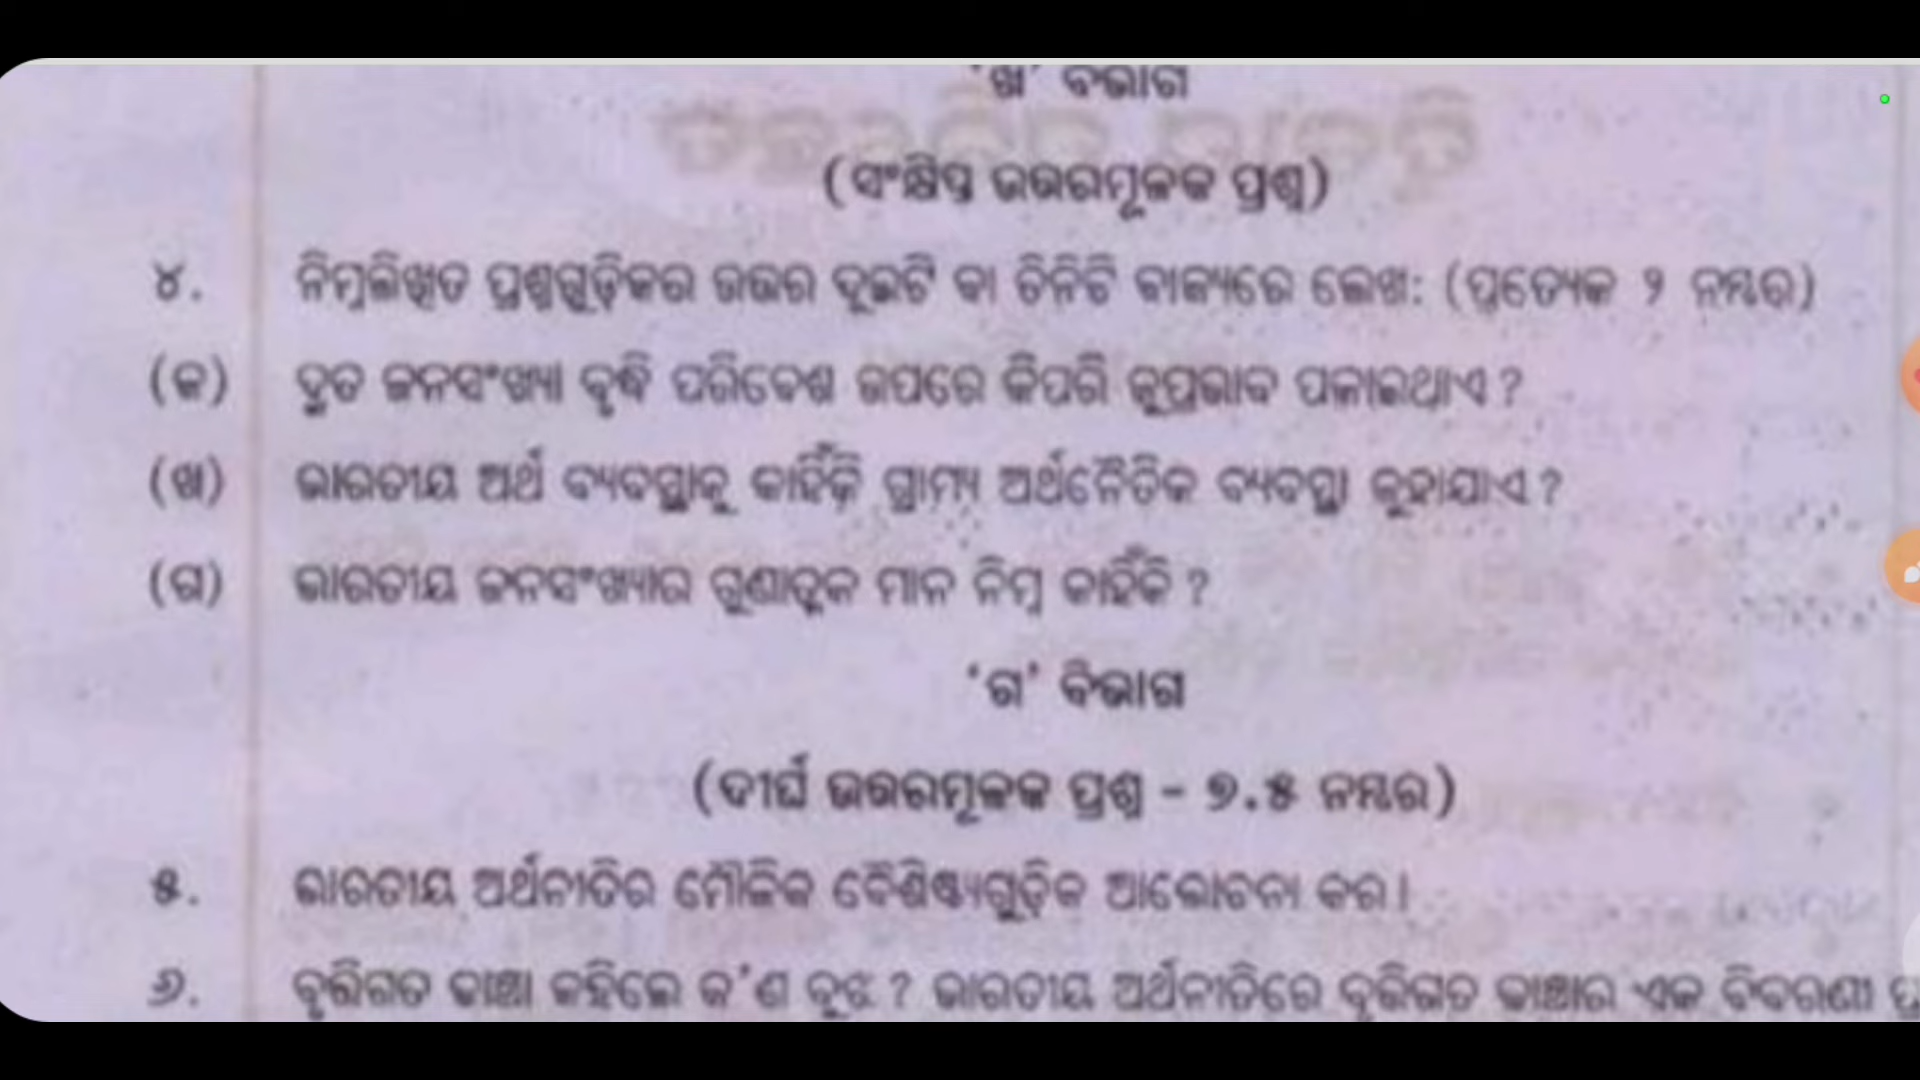 'ଖ' ବିଭାଗ
(ସଂକ୍ଷିପ୍ତ ଉତ୍ତରମୂଳକ ପ୍ରଶ୍ନ)
୪. ନିମ୍ନଲିଖିତ ପ୍ରଶ୍ନଗୁଡ଼ିକର ଉତ୍ତର ଦୁଇଟି ବା ତିନିଟି ବାକ୍ୟରେ ଲେଖ: (ପ୍ରତ୍ୟେକ ୨ ନମ୍ବର)
(କ) ଦ୍ରୁତ ଜନସଂଖ୍ୟା ବୃଦ୍ଧି ପରିବେଶ ଉପରେ କିପରି କୁପ୍ରଭାବ ପକାଇଥାଏ ?
(ଖ) ଭାରତୀୟ ଅର୍ଥ ବ୍ୟବସ୍ଥାକୁ କାହିଁକି ଗ୍ରାମ୍ୟ ଅର୍ଥନୈତିକ ବ୍ୟବସ୍ଥା କୁହାଯାଏ ?
(ଗ) ଭାରତୀୟ ଜନସଂଖ୍ୟାର ଗୁଣାତ୍ମକ ମାନ ନିମ୍ନ କାହିଁକି ?
'ଗ' ବିଭାଗ
(ଦୀର୍ଘ ଉତ୍ତରମୂଳକ ପ୍ରଶ୍ନ - ୭.୫ ନମ୍ବର)
୫. ଭାରତୀୟ ଅର୍ଥନୀତିର ମୌଳିକ ବୈଶିଷ୍ଟ୍ୟଗୁଡ଼ିକ ଆଲୋଚନା କର।
୬. ବୃତ୍ତିଗତ ଢାଞ୍ଚା କହିଲେ କ'ଣ ବୁଝ ? ଭାରତୀୟ ଅର୍ଥନୀତିରେ ବୃତ୍ତିଗତ ଢାଞ୍ଚାର ଏକ ବିବରଣୀ